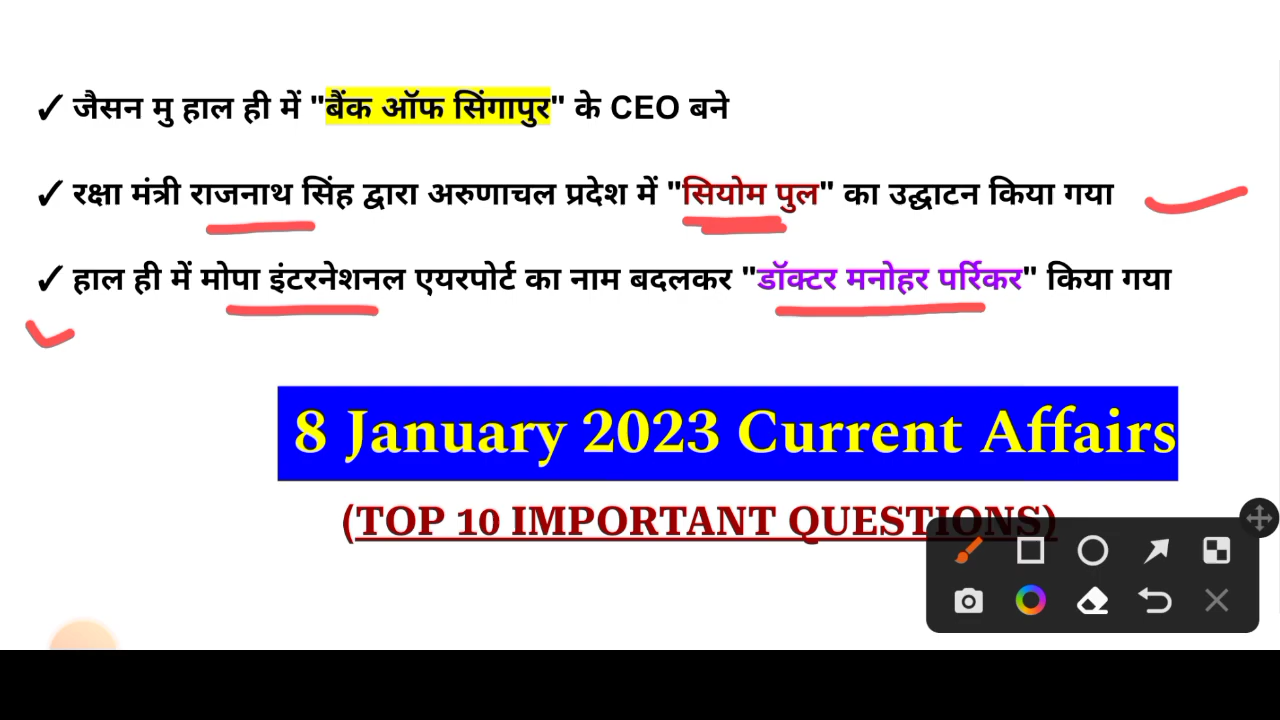 ✓ जैसन मु हाल ही में "बैंक ऑफ सिंगापुर" के CEO बने
✓ रक्षा मंत्री राजनाथ सिंह द्वारा अरुणाचल प्रदेश में "सियोम पुल" का उद्घाटन किया गया
✓ हाल ही में मोपा इंटरनेशनल एयरपोर्ट का नाम बदलकर "डॉक्टर मनोहर पर्रिकर" किया गया
8 January 2023 Current Affairs
(TOP 10 IMPORTANT QUESTIONS)